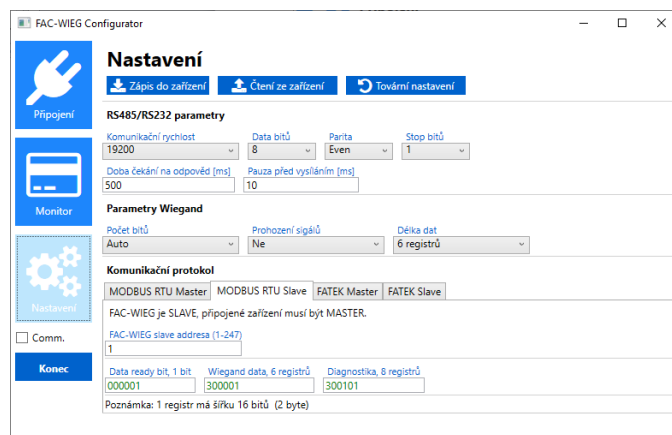 FAC-WIEG Configurator
Nastavení
Zápis do zařízení
Čtení ze zařízení
Tovární nastavení
Připojení
RS485/RS232 parametry
Komunikační rychlost
Data bitů
Parita
Stop bitů
19200
8
Even
1
Doba čekání na odpověd [ms]
Pauza před vysíláním [ms]
500
10
Monitor
Parametry Wiegand
Počet bitů
Prohození sigálů
Délka dat
Auto
Ne
6 registrů
Komunikační protokol
MODBUS RTU Master
MODBUS RTU Slave
FATEK Master
FATEK Slave
Nastavení
FAC-WIEG je SLAVE, připojené zařízení musí být MASTER.
Comm.
FAC-WIEG slave addresa (1-247)
1
Konec
Data ready bit, 1 bit
Wiegand data, 6 registrů
Diagnostika, 8 registrů
000001
300001
300101
Poznámka: 1 registr má šířku 16 bitů (2 byte)